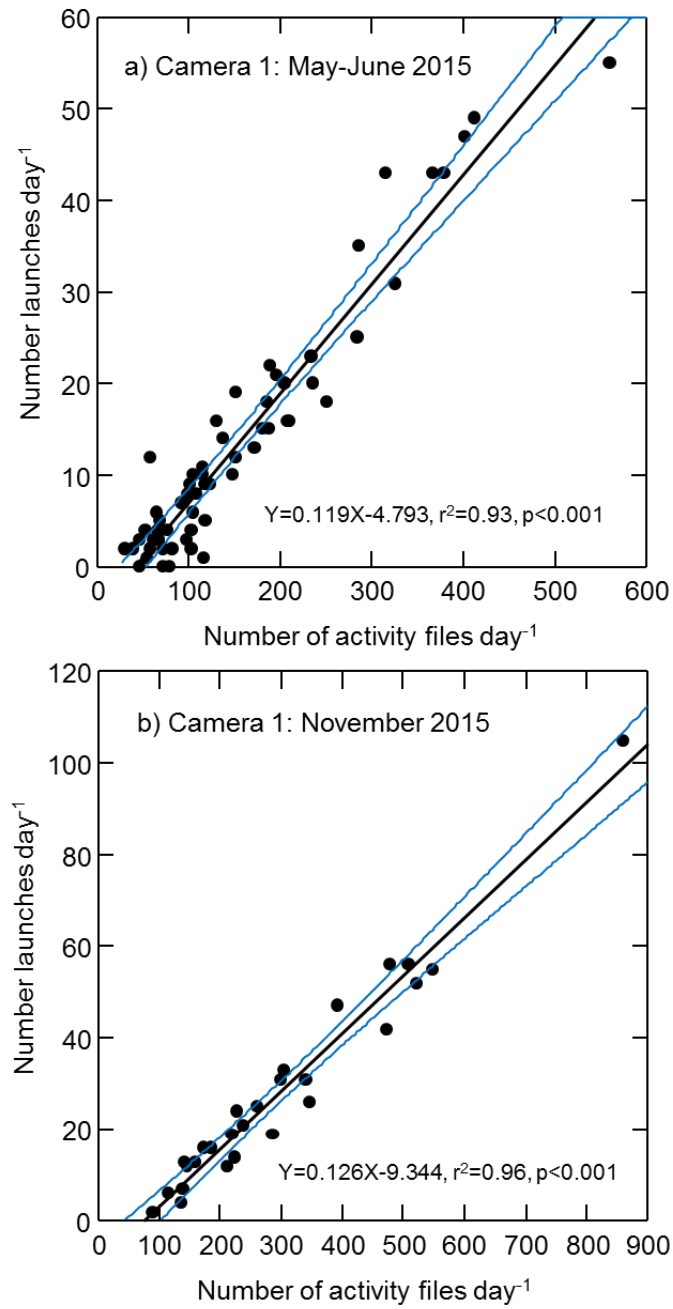 60
a) Camera 1: May-June 2015
50
40
30
20
10
0
Number launches day-1
Y=0.119X-4.793, r2=0.93, p<0.001
0 100 200 300 400 500 600
Number of activity files day-1
120
b) Camera 1: November 2015
100
80
60
40
20
0
Number launches day-1
Y=0.126X-9.344, r2=0.96, p<0.001
0 100 200 300 400 500 600 700 800 900
Number of activity files day-1